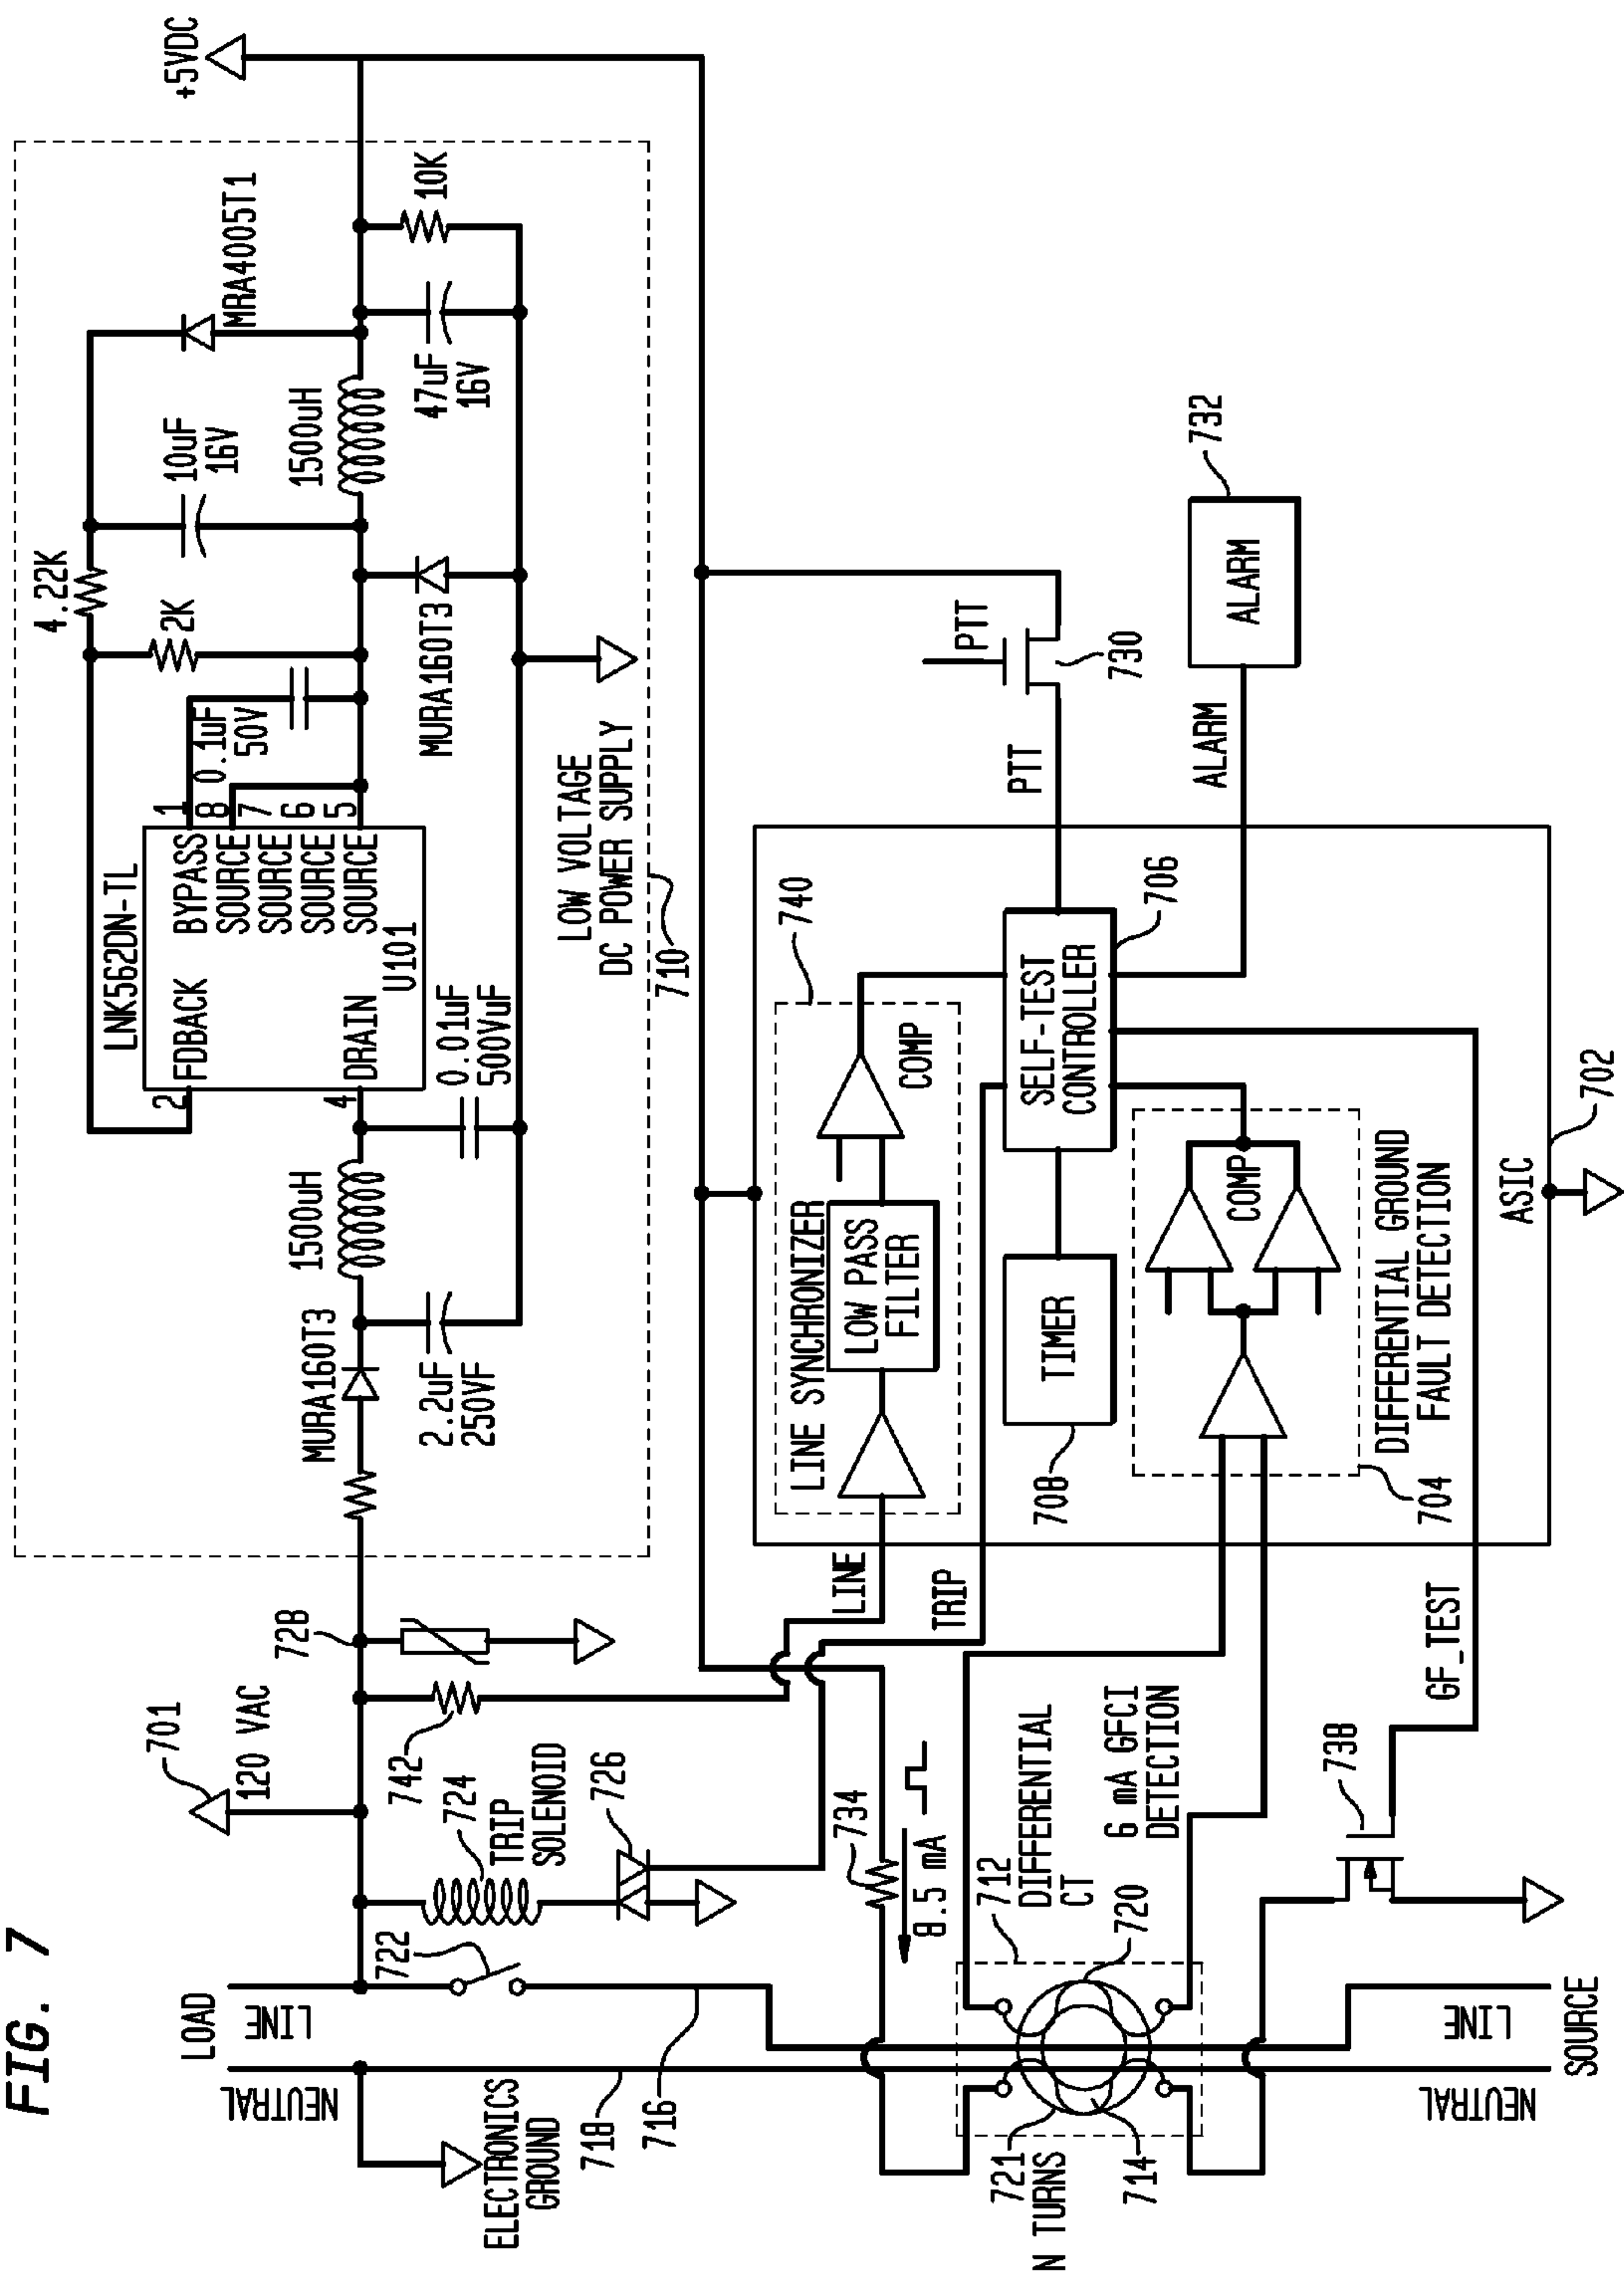 FIG. 7
LOAD
LINE
NEUTRAL
ELECTRONICS
GROUND
718
716
722
701
120 VAC
728
742
724
TRIP
SOLENOID
726
MURA160T3
2.2uF
250VF
1500uH
LNK562DN-TL
2
FDBACK
4
DRAIN
BYPASS
SOURCE
SOURCE
SOURCE
SOURCE
U101
1
8
7
6
5
0.01uF
500VuF
0.1uF
50V
4.22K
2K
10uF
16V
MRA4005T1
1500uH
MURA160T3
47uF
16V
10K
+5VDC
LOW VOLTAGE
DC POWER SUPPLY
710
LINE
TRIP
734
8.5 mA
712
DIFFERENTIAL
CT
720
721
N TURNS
714
6 mA GFCI
DETECTION
GF_TEST
738
NEUTRAL
LINE
SOURCE
LINE SYNCHRONIZER
740
LOW PASS
FILTER
COMP
TIMER
708
SELF-TEST
CONTROLLER
706
COMP
DIFFERENTIAL GROUND
FAULT DETECTION
704
ASIC
702
PTT
PTT
730
ALARM
ALARM
732